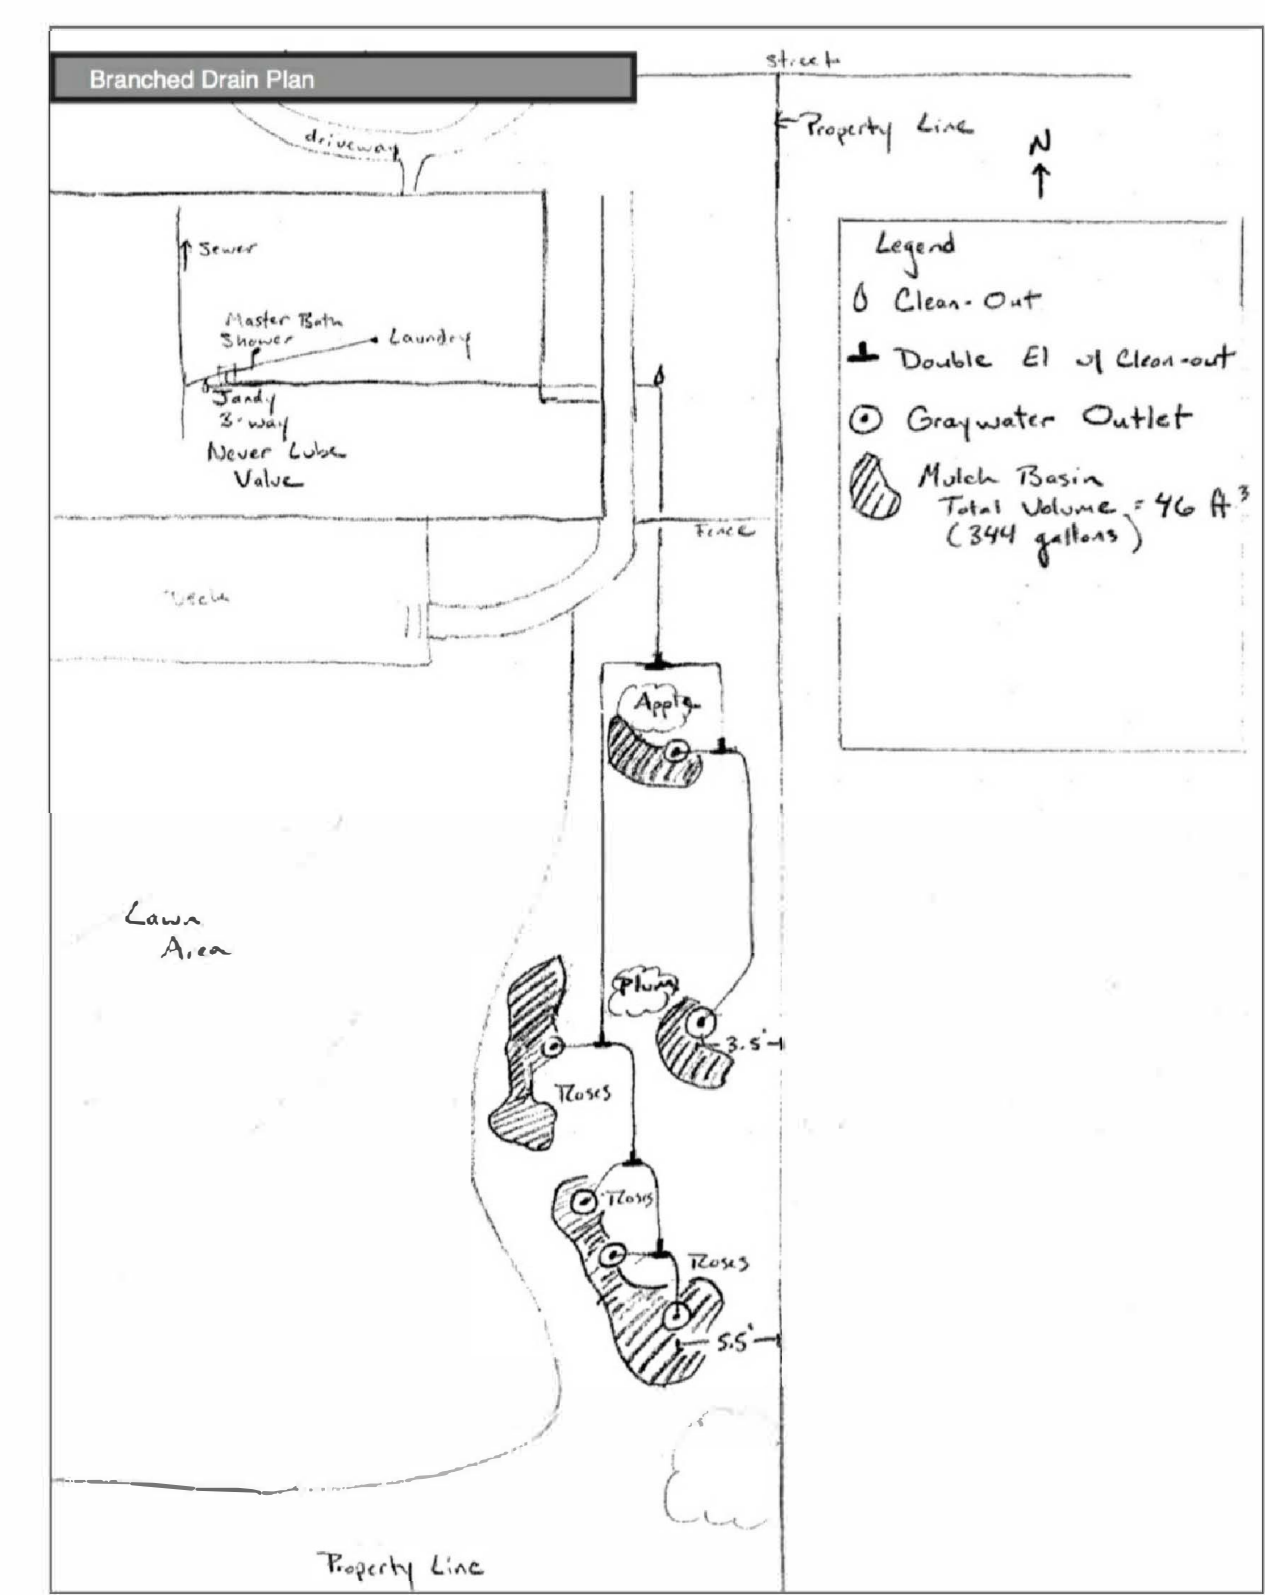 Branched Drain Plan
street
Property Line
N
driveway
Sewer
Master Bath
Shower
Laundry
Jandy
3-way
Never Lube
Value
Legend
Clean-Out
Double El w/ Clean-out
Graywater Outlet
Mulch Basin
Total Volume = 46 ft³
(344 gallons)
Fence
Deck
Apple
Lawn
Area
Plum
3.5'
Roses
Roses
Roses
5.5'
Property Line